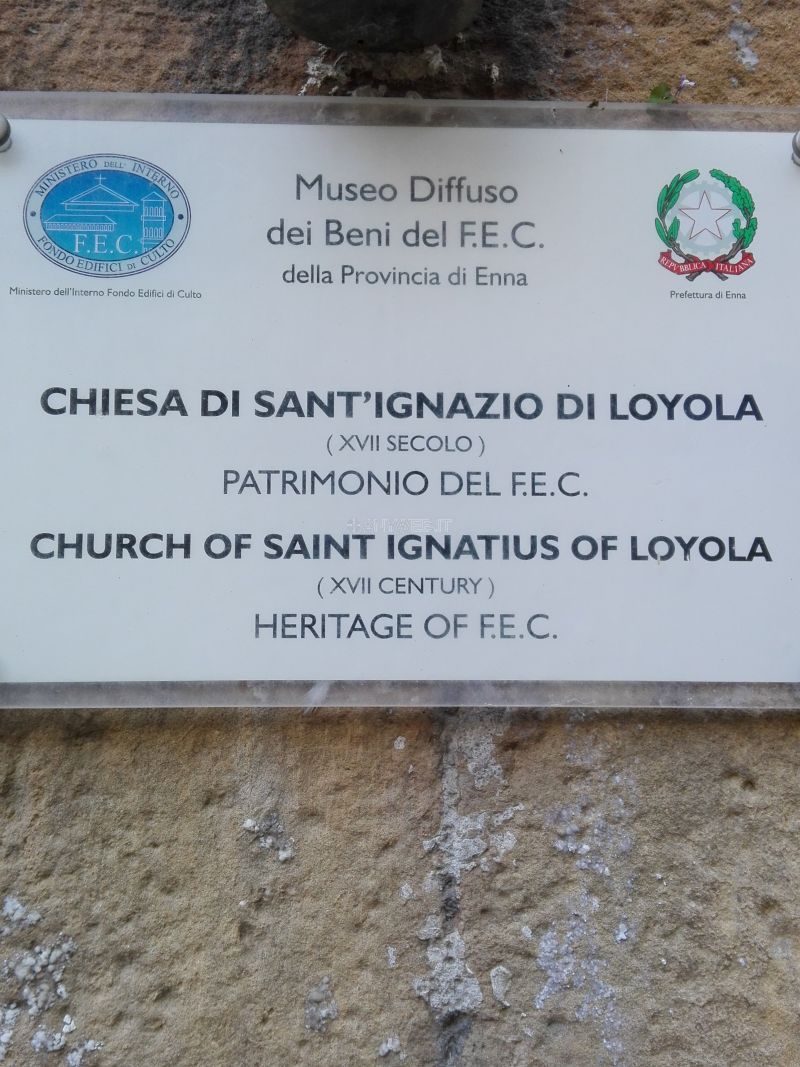 MINISTERO DELL'INTERNO
F.E.C.
FONDO EDIFICI DI CULTO
Ministero dell'Interno Fondo Edifici di Culto
Museo Diffuso
dei Beni del F.E.C.
della Provincia di Enna
REPVBBLICA ITALIANA
Prefettura di Enna
CHIESA DI SANT'IGNAZIO DI LOYOLA
( XVII SECOLO )
PATRIMONIO DEL F.E.C.
CHURCH OF SAINT IGNATIUS OF LOYOLA
( XVII CENTURY )
HERITAGE OF F.E.C.